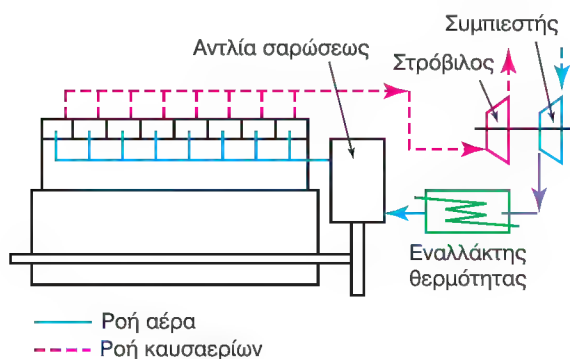 Συμπιεστής
Αντλία σαρώσεως
Στρόβιλος
Εναλλάκτης
θερμότητας
Ροή αέρα
Ροή καυσαερίων